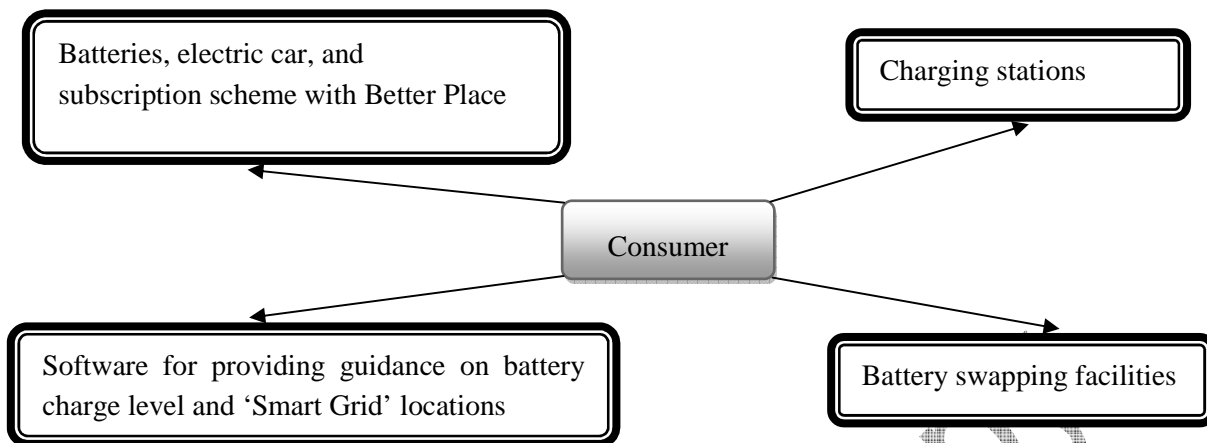 Batteries, electric car, and
subscription scheme with Better Place
Charging stations
Consumer
Software for providing guidance on battery
charge level and ‘Smart Grid’ locations
Battery swapping facilities